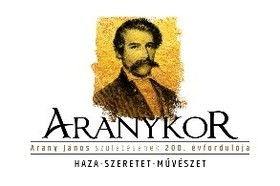 ARANYKOR
Arany János születésének 200. évfordulója
HAZA·SZERETET·MŰVÉSZET